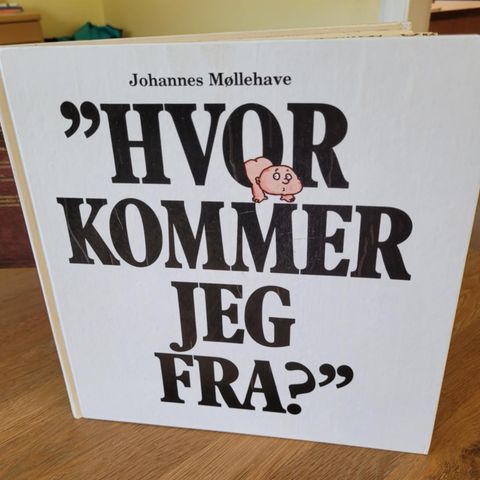 Johannes Møllehave
”HVOR
KOMMER
JEG
FRA?”